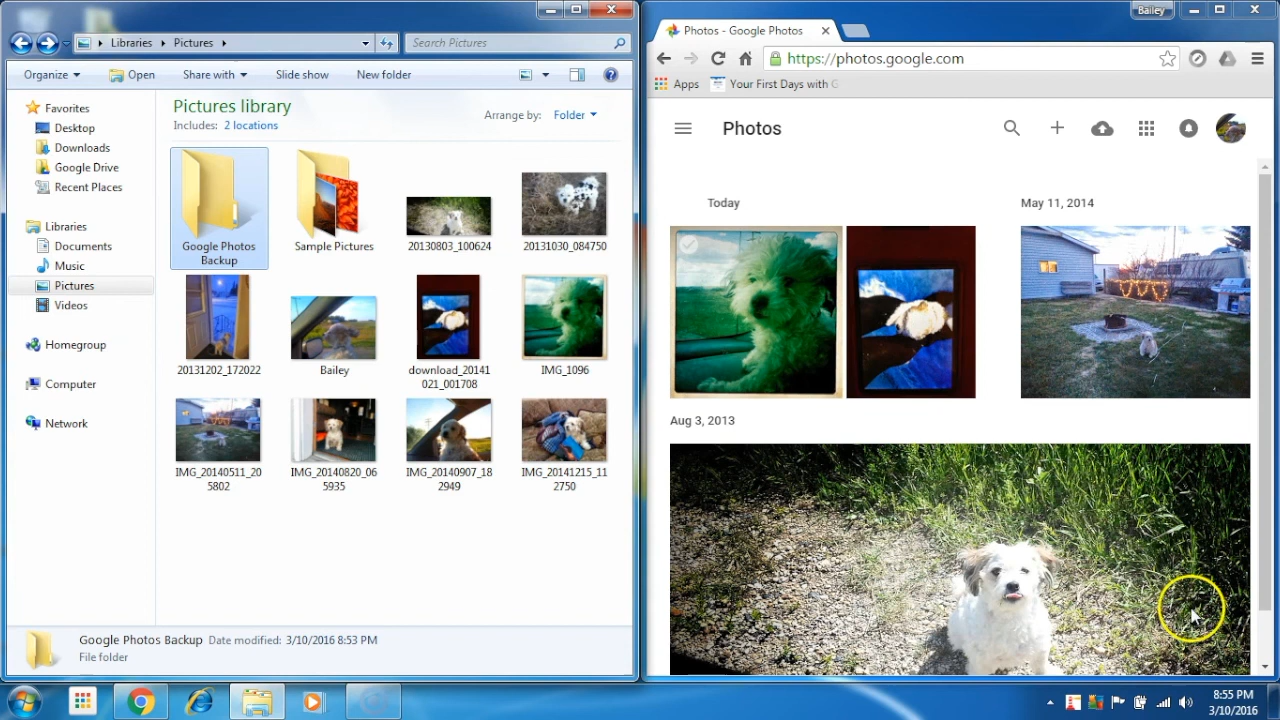 Libraries
Pictures
Search Pictures
Organize
Open
Share with
Slide show
New folder
Favorites
Desktop
Downloads
Google Drive
Recent Places
Libraries
Documents
Music
Pictures
Videos
Homegroup
Computer
Network
Pictures library
Includes: 2 locations
Arrange by: Folder
Google Photos
Backup
Sample Pictures
20130803_100624
20131030_084750
20131202_172022
Bailey
download_20141
021_001708
IMG_1096
IMG_20140511_20
5802
IMG_20140820_06
5935
IMG_20140907_18
2949
IMG_20141215_11
2750
Google Photos Backup Date modified: 3/10/2016 8:53 PM
File folder
Bailey
Photos - Google Photos
https://photos.google.com
Apps
Your First Days with G
Photos
Today
May 11, 2014
Aug 3, 2013
8:55 PM
3/10/2016